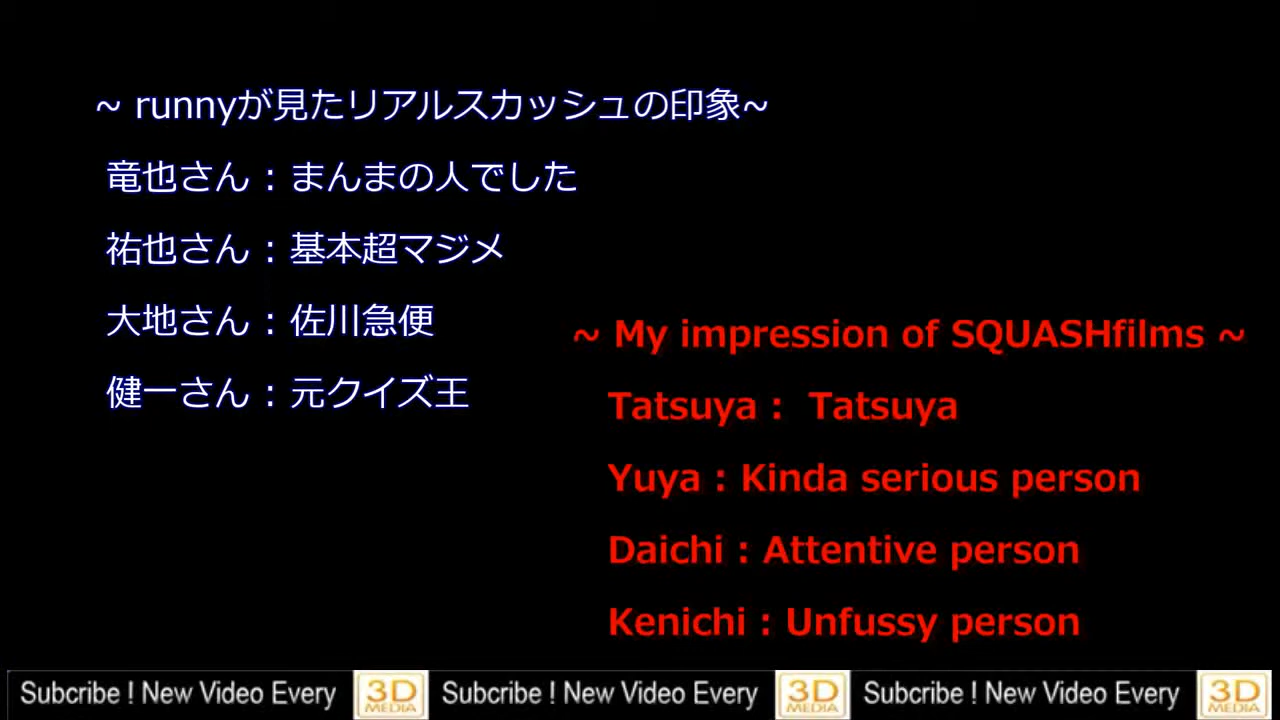 ~ runnyが見たリアルスカッシュの印象~
竜也さん : まんまの人でした
祐也さん : 基本超マジメ
大地さん : 佐川急便
健一さん : 元クイズ王
~ My impression of SQUASHfilms ~
Tatsuya : Tatsuya
Yuya : Kinda serious person
Daichi : Attentive person
Kenichi : Unfussy person
Subcribe ! New Video Every 3D MEDIA Subcribe ! New Video Every 3D MEDIA Subcribe ! New Video Every 3D MEDIA